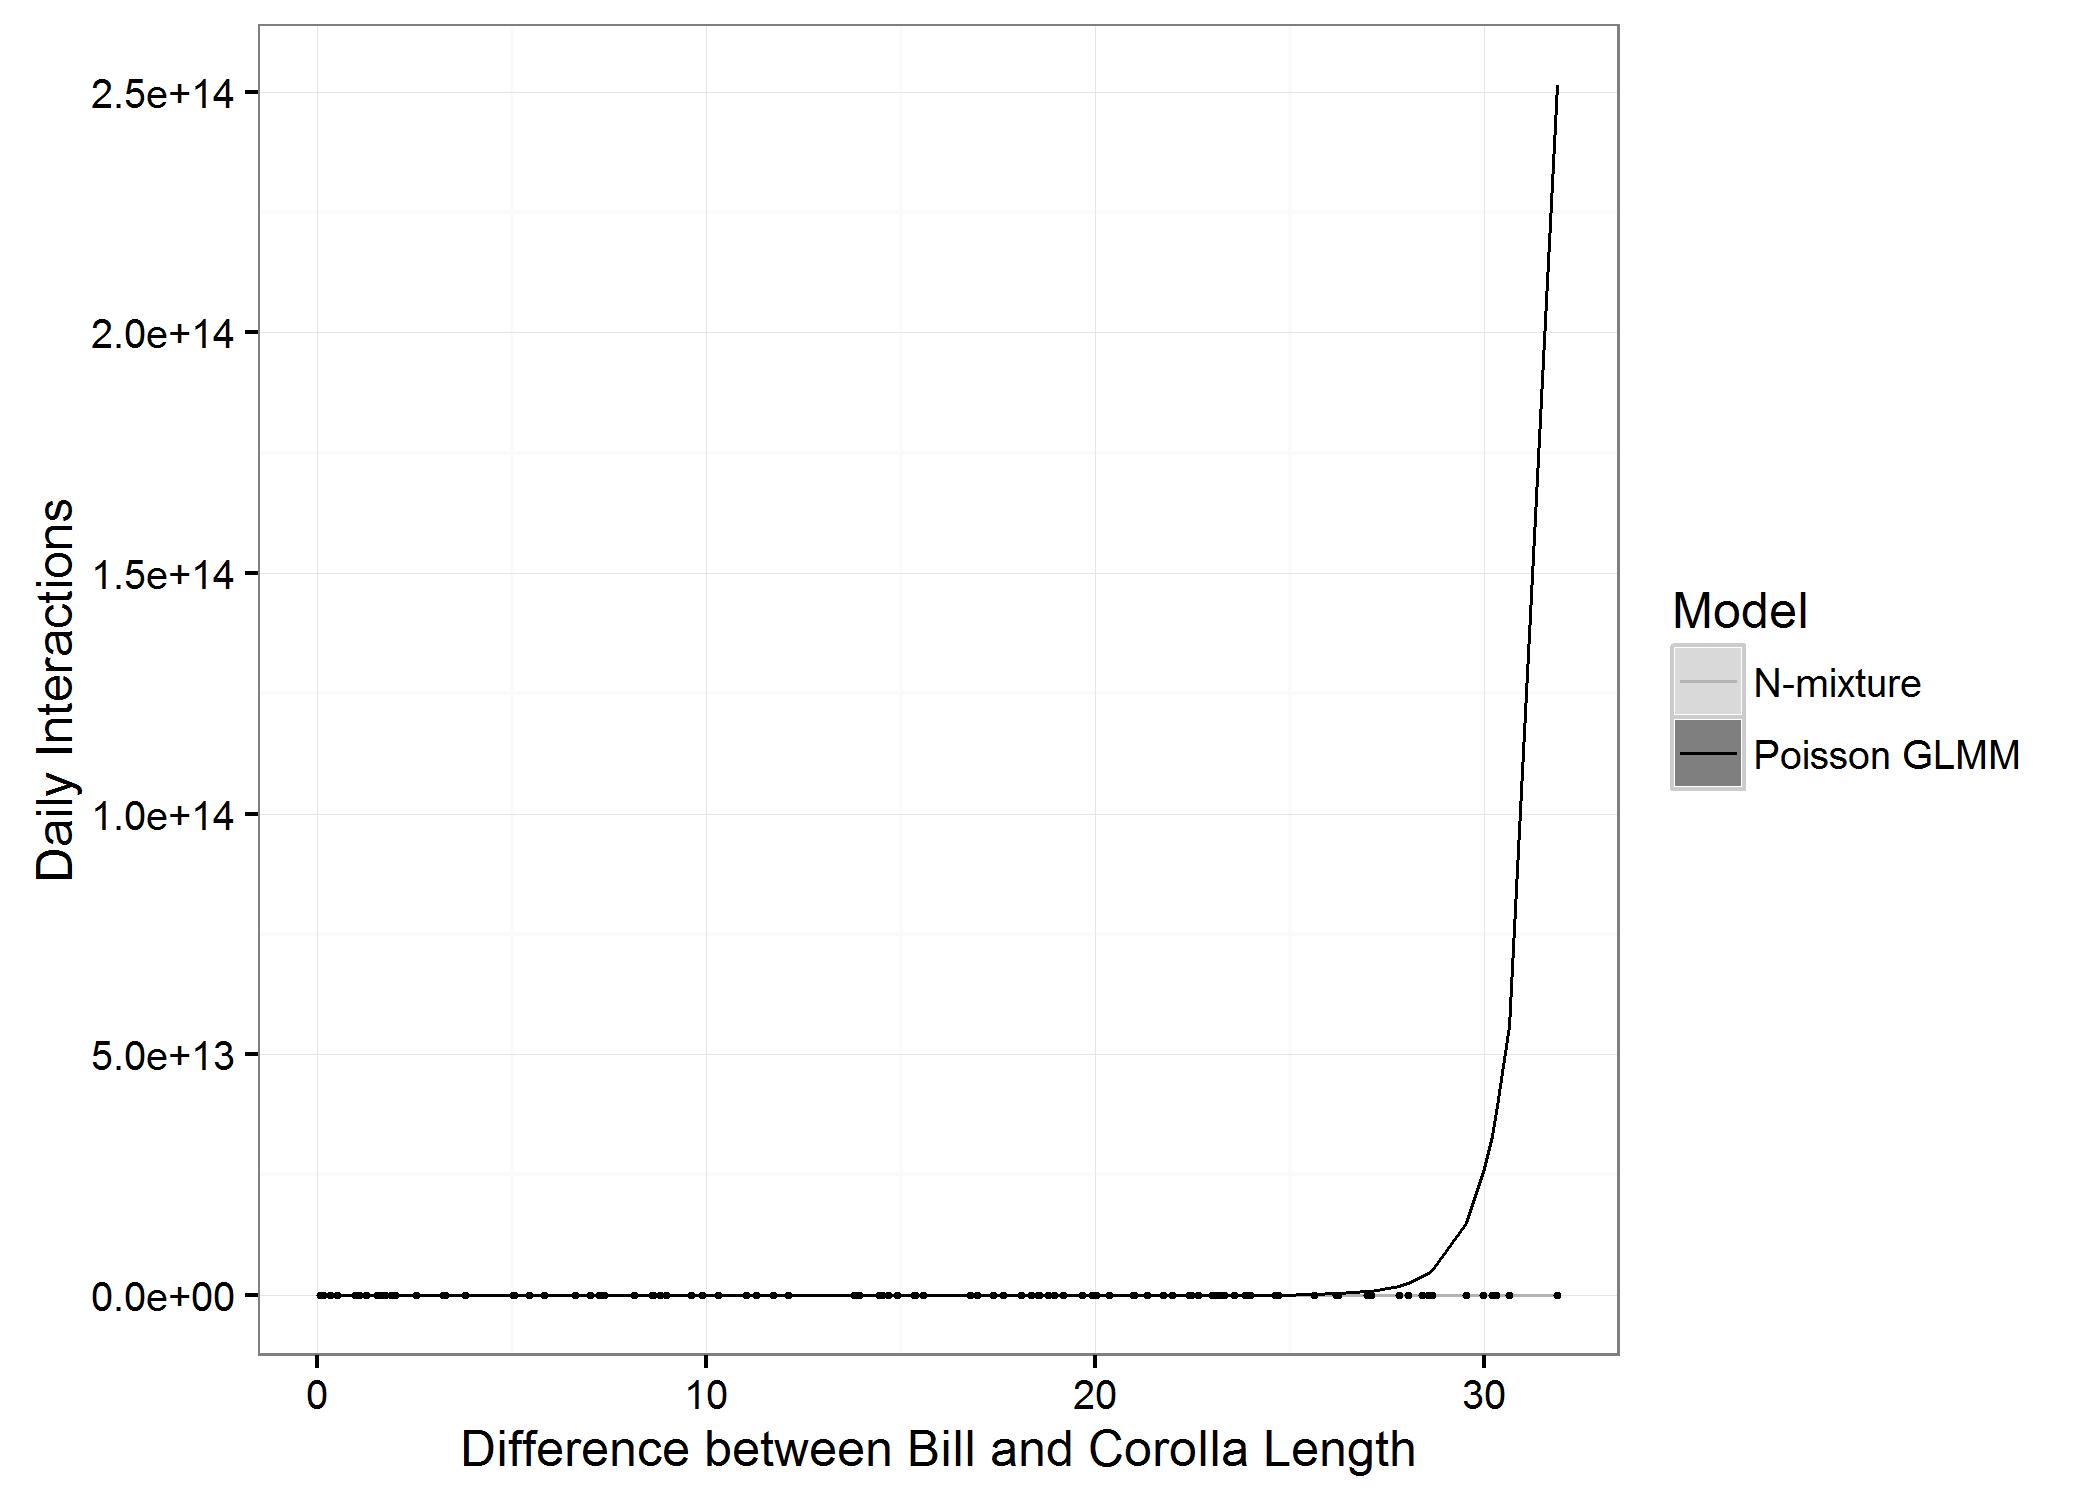 2.5e+14
2.0e+14
1.5e+14
1.0e+14
5.0e+13
0.0e+00
Daily Interactions
0 10 20 30
Difference between Bill and Corolla Length
Model
N-mixture
Poisson GLMM